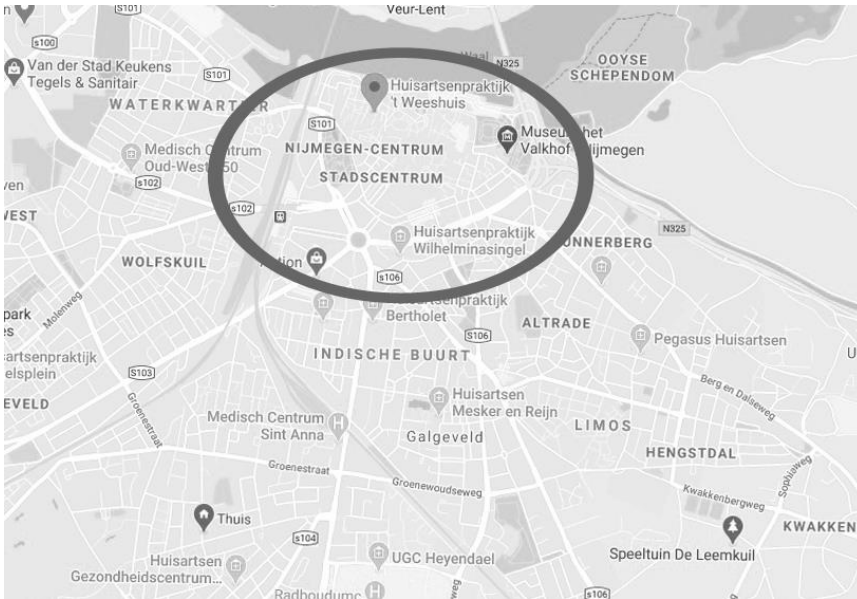 Veur-Lent
s100
S101
Van der Stad Keukens
Tegels & Sanitair
Waal
N325
OOYSE
SCHEPENDOM
Huisartsenpraktijk
't Weeshuis
WATERKWARTIER
S101
Museum het
Valkhof Nijmegen
Medisch Centrum
Oud-West
NIJMEGEN-CENTRUM
STADSCENTRUM
s102
s102
WEST
N325
Huisartsenpraktijk
Wilhelminasingel
WOLFSKUIL
Action
s106
Molenweg
park
Huisartsenpraktijk
Bertholet
ALTRADE
S106
Pegasus Huisartsen
INDISCHE BUURT
S103
Berg en Dalseweg
Huisartsen
Mesker en Reijn
Groenestraat
Medisch Centrum
Sint Anna
Galgeveld
LIMOS
HENGSTDAL
Sophiaweg
Groenestraat
Groenewoudseweg
Kwakkenbergweg
Thuis
KWAKKEN
s104
Speeltuin De Leemkuil
Huisartsen
Gezondheidscentrum...
UGC Heyendael
Radboudumc
s106